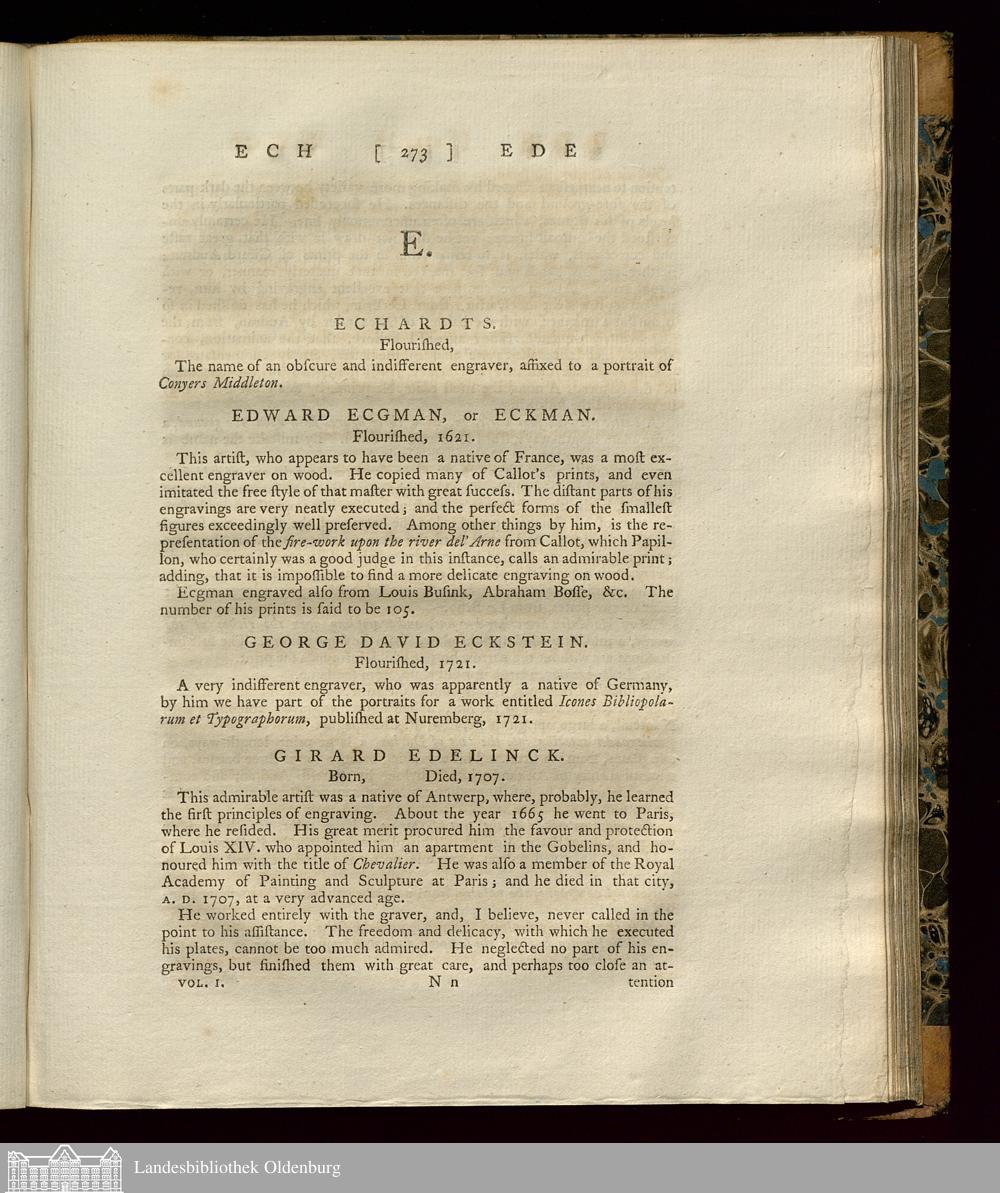 E C H [ 273 ] E D E
E.
ECHARDTS.
Flouriſhed,
The name of an obſcure and indifferent engraver, affixed to a portrait of
Conyers Middleton.
EDWARD ECGMAN, or ECKMAN.
Flouriſhed, 1621.
This artiſt, who appears to have been a native of France, was a moſt ex-
cellent engraver on wood. He copied many of Callot's prints, and even
imitated the free ſtyle of that maſter with great ſucceſs. The diſtant parts of his
engravings are very neatly executed; and the perfect forms of the ſmalleſt
figures exceedingly well preſerved. Among other things by him, is the re-
preſentation of the fire-work upon the river del' Arne from Callot, which Papil-
lon, who certainly was a good judge in this inſtance, calls an admirable print;
adding, that it is impoſſible to find a more delicate engraving on wood.
Ecgman engraved alſo from Louis Buſink, Abraham Boſſe, &c. The
number of his prints is ſaid to be 105.
GEORGE DAVID ECKSTEIN.
Flouriſhed, 1721.
A very indifferent engraver, who was apparently a native of Germany,
by him we have part of the portraits for a work entitled Icones Bibliopola-
rum et Typographorum, publiſhed at Nuremberg, 1721.
GIRARD EDELINCK.
Born, Died, 1707.
This admirable artiſt was a native of Antwerp, where, probably, he learned
the firſt principles of engraving. About the year 1665 he went to Paris,
where he reſided. His great merit procured him the favour and protection
of Louis XIV. who appointed him an apartment in the Gobelins, and ho-
noured him with the title of Chevalier. He was alſo a member of the Royal
Academy of Painting and Sculpture at Paris; and he died in that city,
A. D. 1707, at a very advanced age.
He worked entirely with the graver, and, I believe, never called in the
point to his aſſiſtance. The freedom and delicacy, with which he executed
his plates, cannot be too much admired. He neglected no part of his en-
gravings, but finiſhed them with great care, and perhaps too cloſe an at-
VOL. I. N n tention
Landesbibliothek Oldenburg